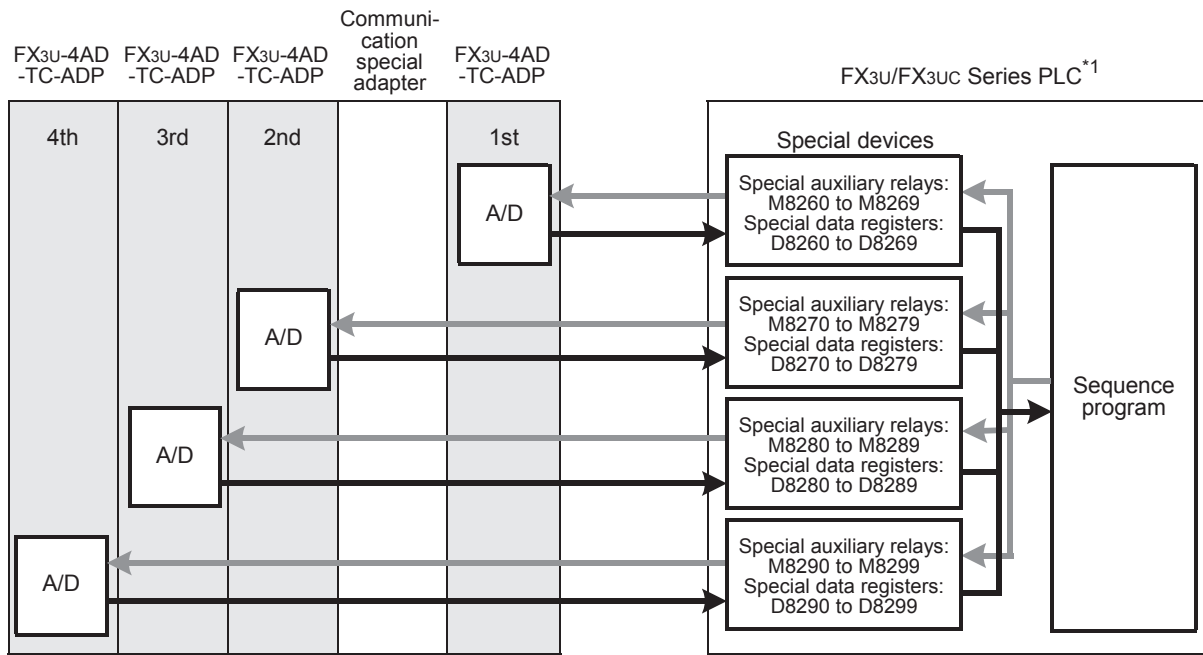 Communi-
cation
special
adapter
FX3U-4AD
-TC-ADP
FX3U-4AD
-TC-ADP
FX3U-4AD
-TC-ADP
FX3U-4AD
-TC-ADP
FX3U/FX3UC Series PLC*1
4th
3rd
2nd
1st
Special devices
A/D
Special auxiliary relays:
M8260 to M8269
Special data registers:
D8260 to D8269
A/D
Special auxiliary relays:
M8270 to M8279
Special data registers:
D8270 to D8279
Sequence
program
A/D
Special auxiliary relays:
M8280 to M8289
Special data registers:
D8280 to D8289
A/D
Special auxiliary relays:
M8290 to M8299
Special data registers:
D8290 to D8299